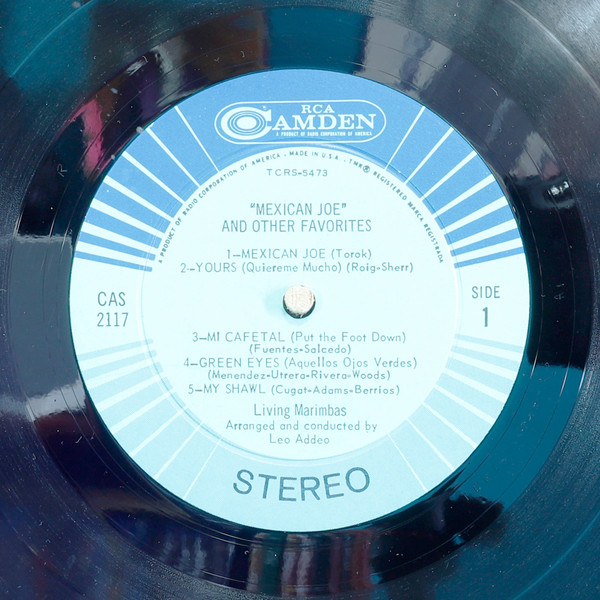 RCA
CAMDEN
A PRODUCT OF RADIO CORPORATION OF AMERICA
A PRODUCT OF RADIO CORPORATION OF AMERICA - MADE IN U.S.A. - TMK® REGISTERED MARCA REGISTRADA
TCRS-5473
"MEXICAN JOE"
AND OTHER FAVORITES
1—MEXICAN JOE (Torok)
2—YOURS (Quiereme Mucho) (Roig-Sherr)
CAS
2117
SIDE
1
3—MI CAFETAL (Put the Foot Down)
(Fuentes-Salcedo)
4—GREEN EYES (Aquellos Ojos Verdes)
(Menendez-Utrera-Rivera-Woods)
5—MY SHAWL (Cugat-Adams-Berrios)
Living Marimbas
Arranged and conducted by
Leo Addeo
STEREO